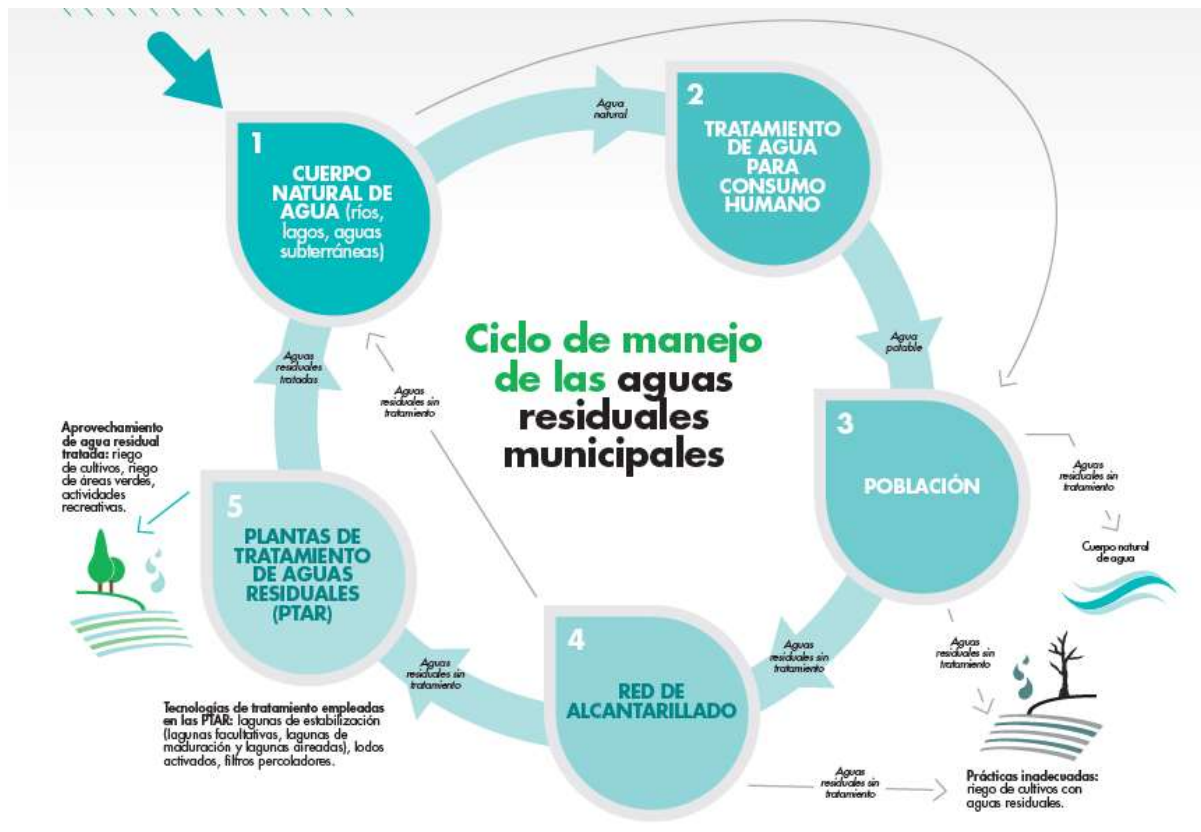 1
CUERPO
NATURAL DE
AGUA (ríos,
lagos, aguas
subterráneas)
Agua
natural
2
TRATAMIENTO
DE AGUA
PARA
CONSUMO
HUMANO
Agua
potable
Ciclo de manejo
de las aguas
residuales
municipales
3
POBLACIÓN
Aguas
residuales sin
tratamiento
Cuerpo natural
de agua
Aguas
residuales sin
tratamiento
Prácticas inadecuadas:
riego de cultivos con
aguas residuales.
Aguas
residuales sin
tratamiento
4
RED DE
ALCANTARILLADO
Aguas
residuales sin
tratamiento
Aguas
residuales sin
tratamiento
Aguas
residuales sin
tratamiento
5
PLANTAS DE
TRATAMIENTO
DE AGUAS
RESIDUALES
(PTAR)
Tecnologías de tratamiento empleadas
en las PTAR: lagunas de estabilización
(lagunas facultativas, lagunas de
maduración y lagunas aireadas), lodos
activados, filtros percoladores.
Aprovechamiento
de agua residual
tratada: riego
de cultivos, riego
de áreas verdes,
actividades
recreativas.
Aguas
residuales
tratadas